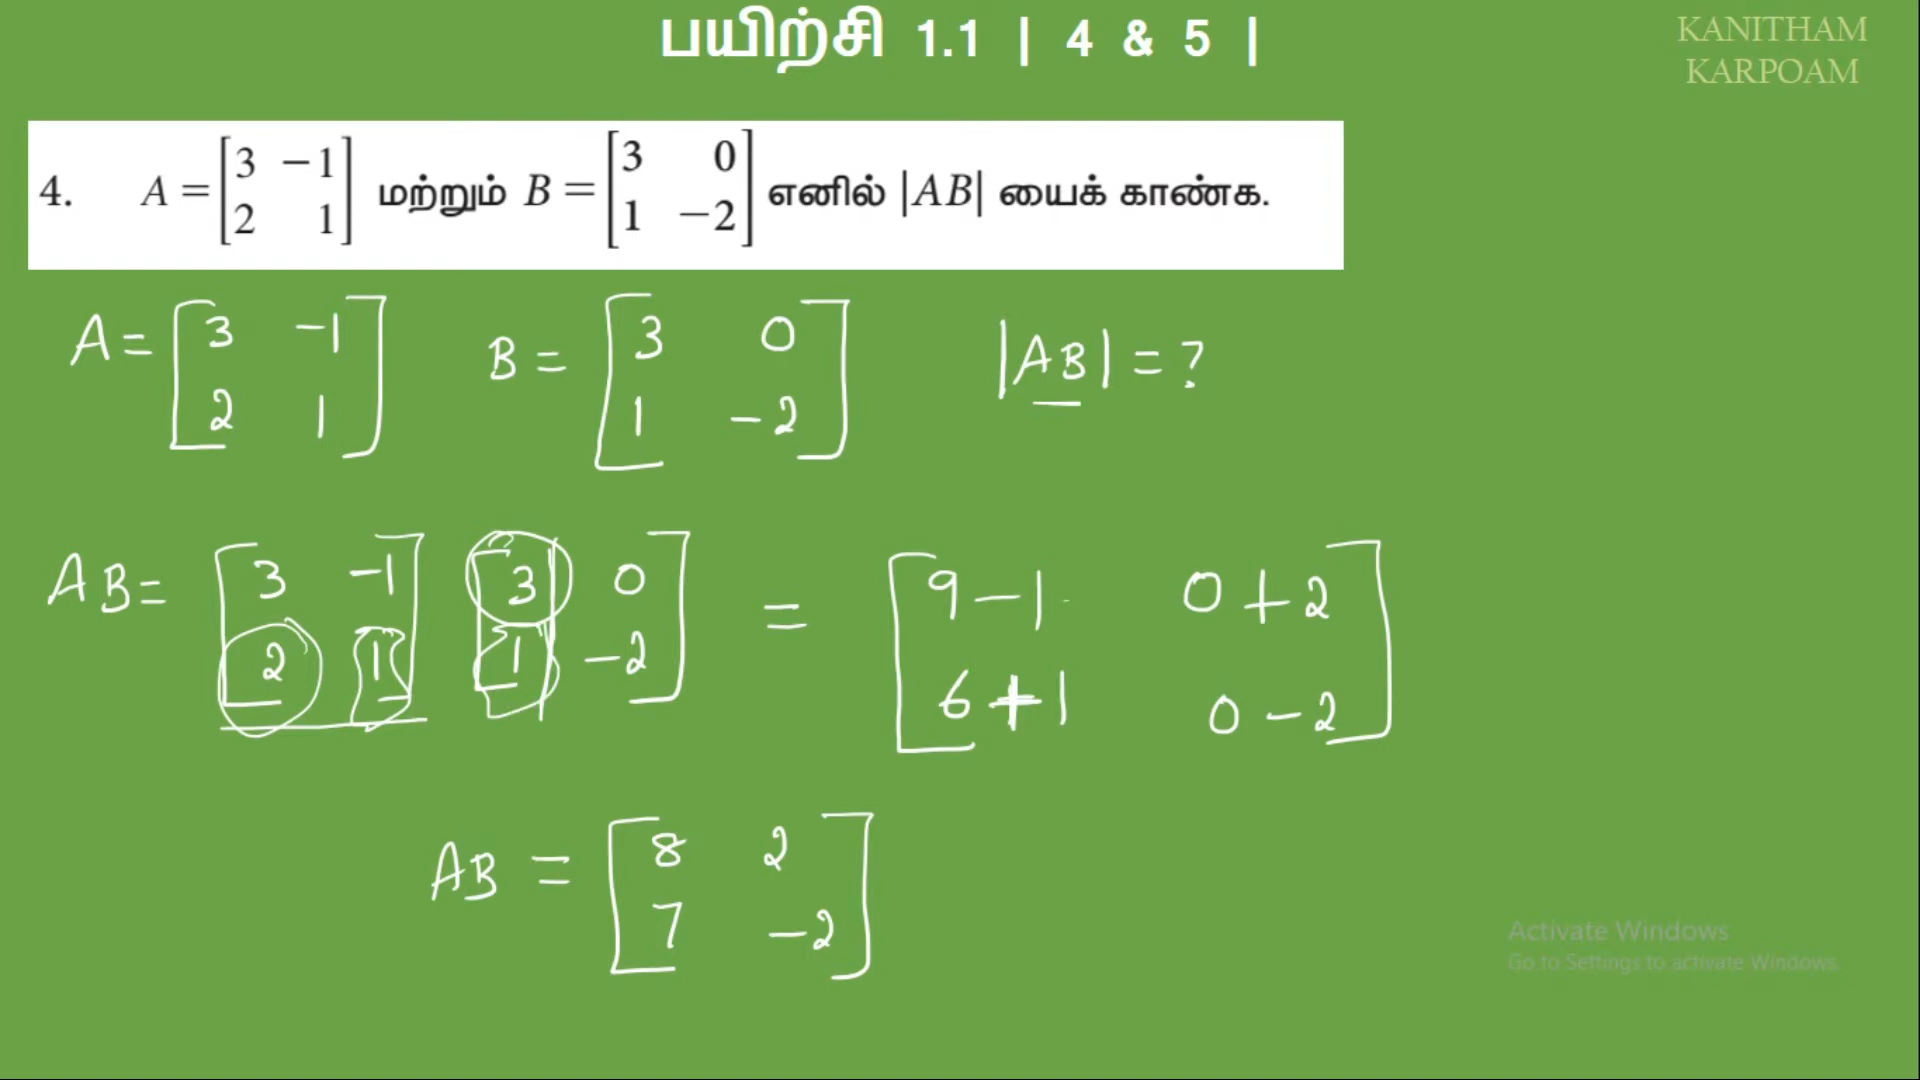 பயிற்சி 1.1 | 4 & 5 |
KANITHAM
KARPOAM
4. A = [3 −1; 2 1] மற்றும் B = [3 0; 1 −2] எனில் |AB| யைக் காண்க.
A = [3 −1; 2 1] B = [3 0; 1 −2] |AB| = ?
AB = [3 −1; 2 1] [3 0; 1 −2] = [9−1 0+2; 6+1 0−2]
AB = [8 2; 7 −2]
Activate Windows
Go to Settings to activate Windows.